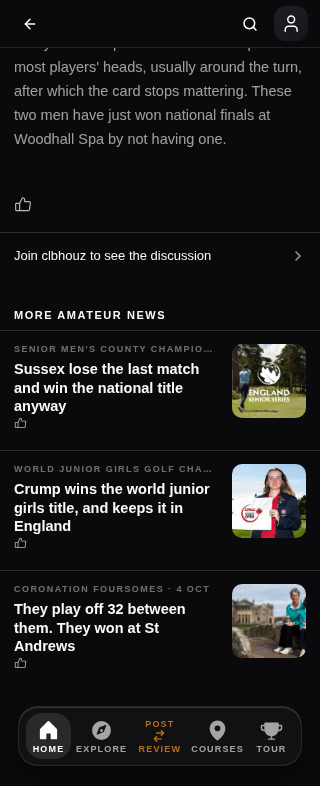 most players' heads, usually around the turn,
after which the card stops mattering. These
two men have just won national finals at
Woodhall Spa by not having one.
Join clbhouz to see the discussion
MORE AMATEUR NEWS
SENIOR MEN'S COUNTY CHAMPIO...
Sussex lose the last match
and win the national title
anyway
ENGLAND
SENIOR SERIES
WORLD JUNIOR GIRLS GOLF CHA...
Crump wins the world junior
girls title, and keeps it in
England
CORONATION FOURSOMES · 4 OCT
They play off 32 between
them. They won at St
Andrews
HOME
EXPLORE
POST
REVIEW
COURSES
TOUR